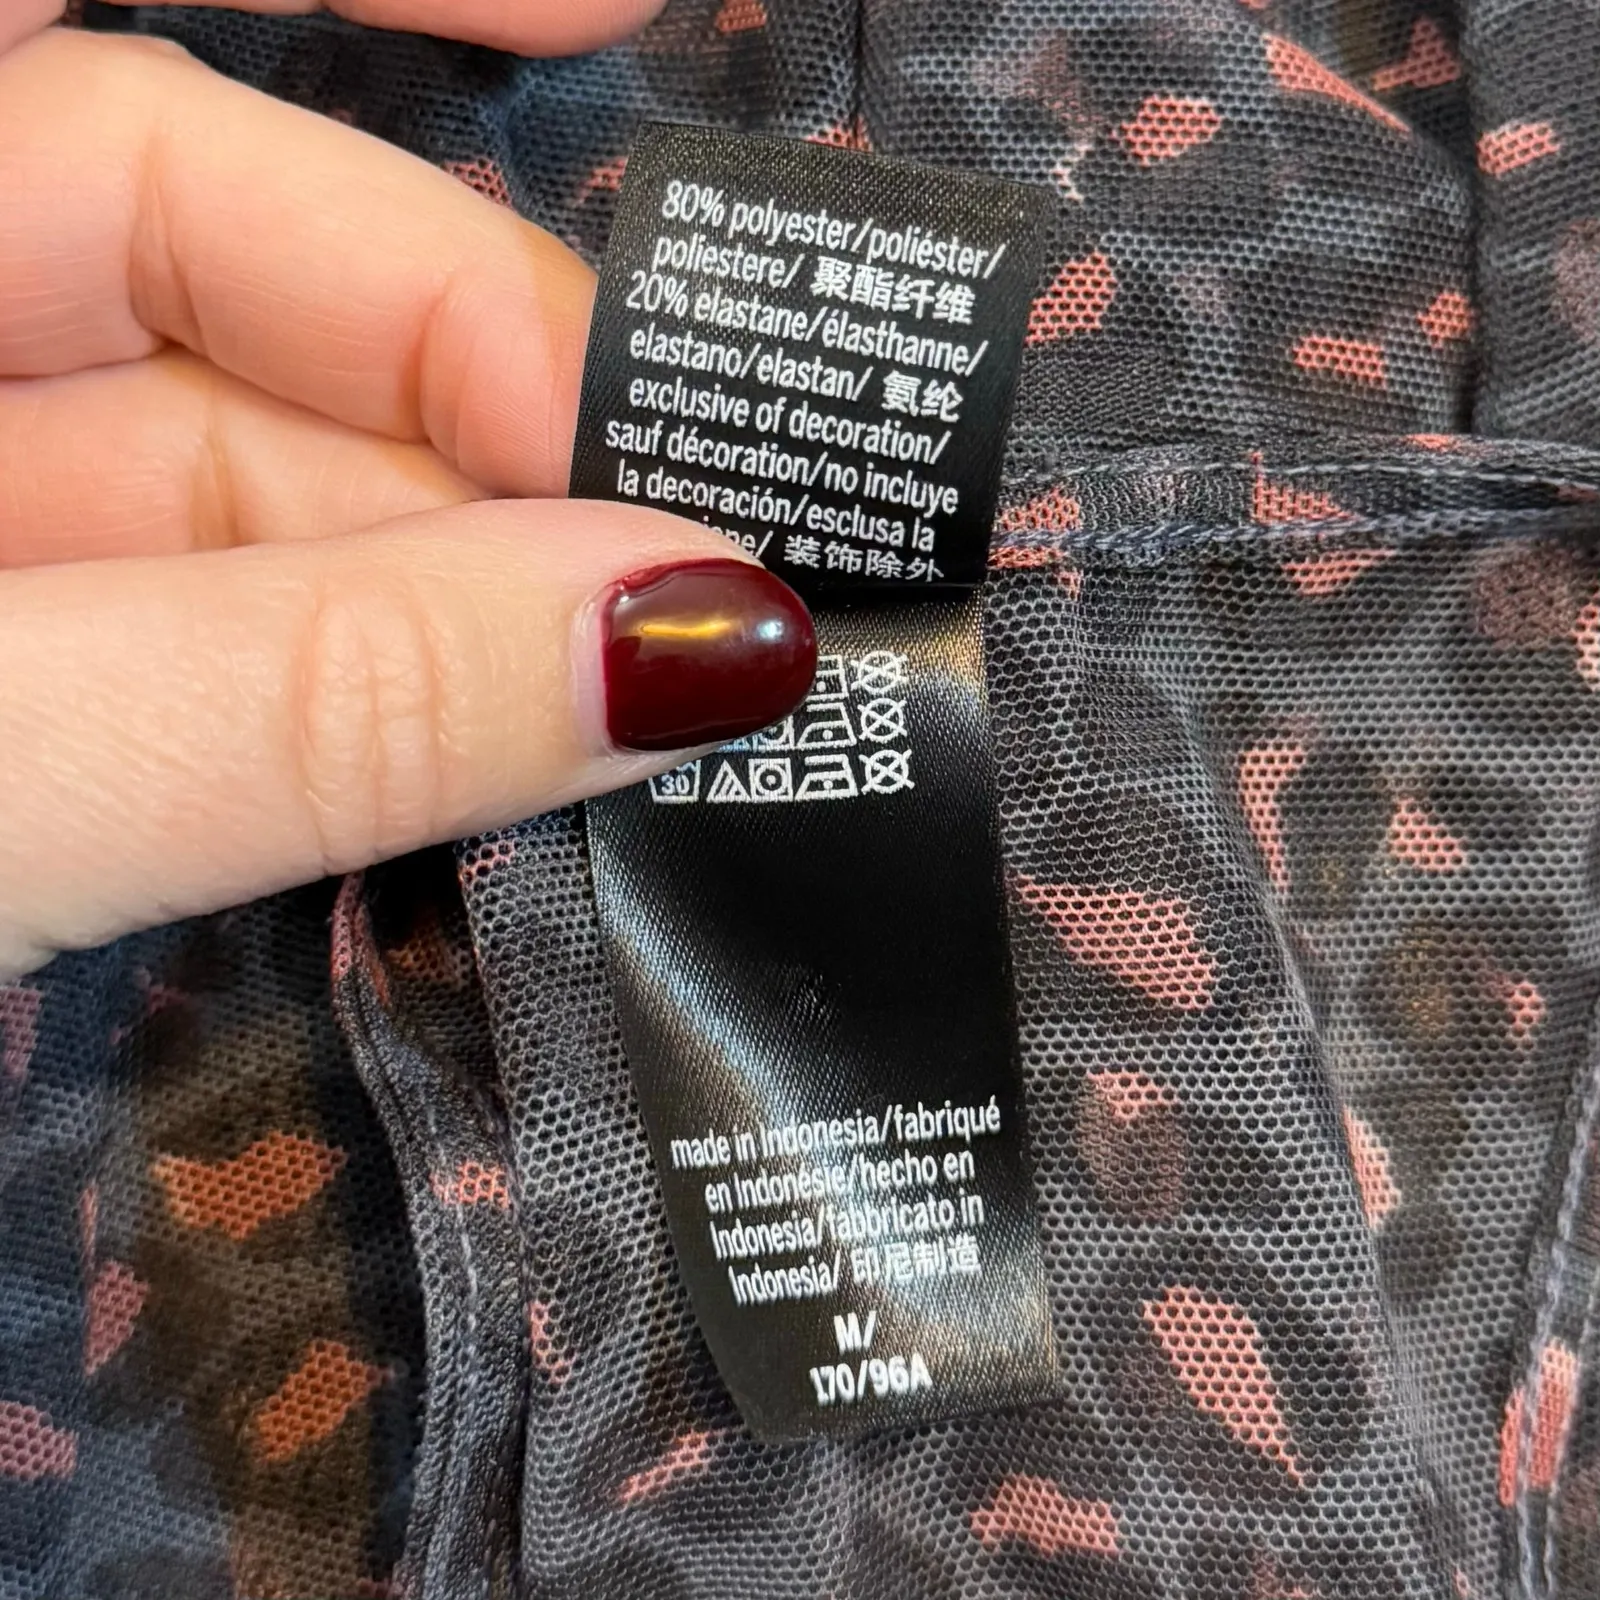 80% polyester/poliéster/
poliestere/ 聚酯纤维
20% elastane/élasthanne/
elastano/elastan/ 氨纶
exclusive of decoration/
sauf décoration/no incluye
la decoración/esclusa la
装饰除外
30
made in Indonesia/fabriqué
en Indonésie/hecho en
Indonesia/fabbricato in
Indonesia/ 印尼制造
M/
170/96A